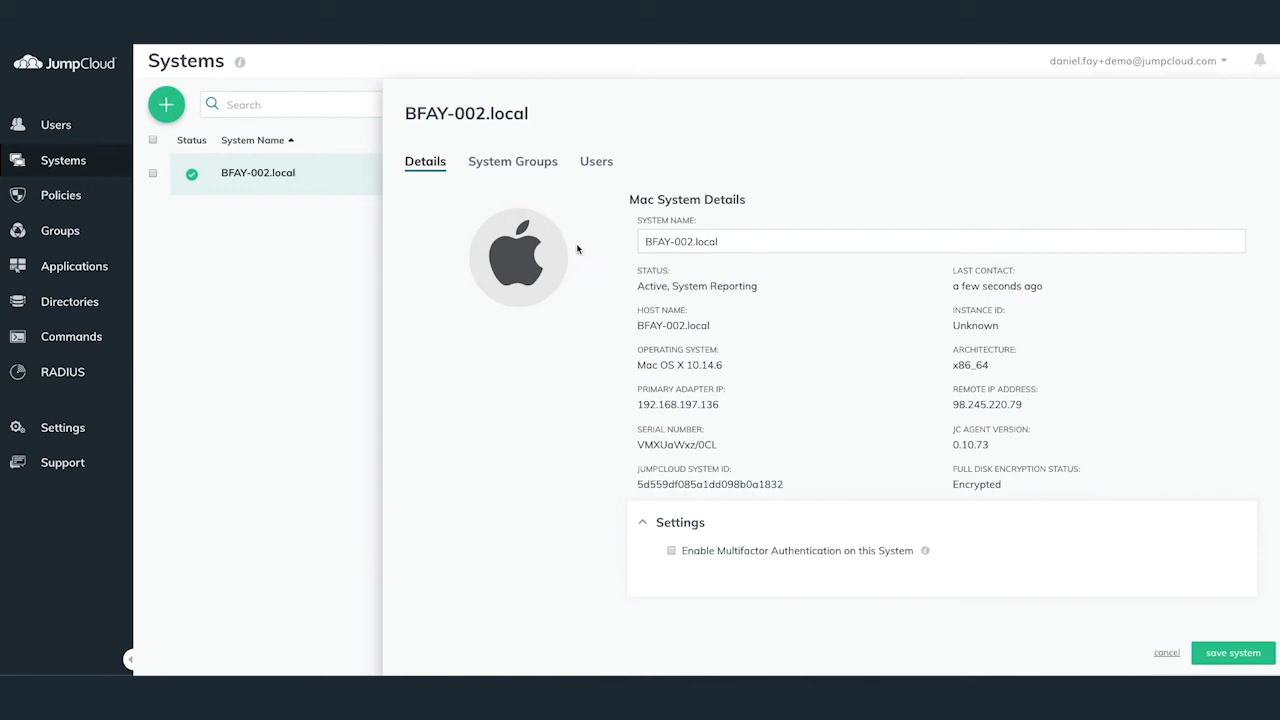 JumpCloud
Users
Systems
Policies
Groups
Applications
Directories
Commands
RADIUS
Settings
Support
Systems
daniel.fay+demo@jumpcloud.com
Search
Status System Name
BFAY-002.local
BFAY-002.local
Details System Groups Users
Mac System Details
SYSTEM NAME:
BFAY-002.local
STATUS: LAST CONTACT:
Active, System Reporting a few seconds ago
HOST NAME: INSTANCE ID:
BFAY-002.local Unknown
OPERATING SYSTEM: ARCHITECTURE:
Mac OS X 10.14.6 x86_64
PRIMARY ADAPTER IP: REMOTE IP ADDRESS:
192.168.197.136 98.245.220.79
SERIAL NUMBER: JC AGENT VERSION:
VMXUaWxz/0CL 0.10.73
JUMPCLOUD SYSTEM ID: FULL DISK ENCRYPTION STATUS:
5d559df085a1dd098b0a1832 Encrypted
Settings
Enable Multifactor Authentication on this System
cancel save system